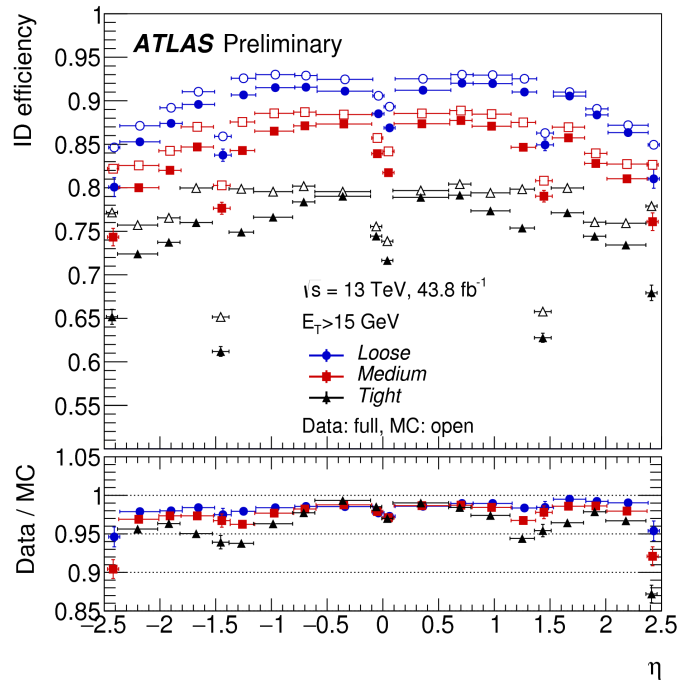 ATLAS Preliminary
ID efficiency
1
0.95
0.9
0.85
0.8
0.75
0.7
0.65
0.6
0.55
√s = 13 TeV, 43.8 fb⁻¹
E_T>15 GeV
Loose
Medium
Tight
Data: full, MC: open
Data / MC
1.05
1
0.95
0.9
0.85
−2.5 −2 −1.5 −1 −0.5 0 0.5 1 1.5 2 2.5
η